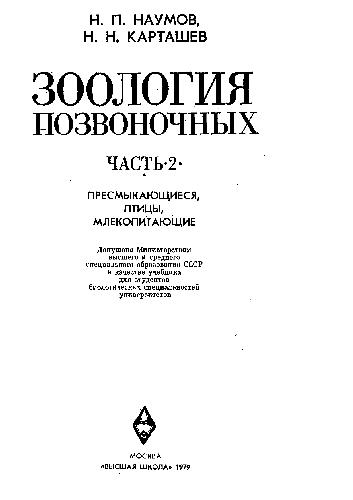 Н. П. НАУМОВ,
Н. Н. КАРТАШЕВ
ЗООЛОГИЯ
ПОЗВОНОЧНЫХ
ЧАСТЬ·2·
ПРЕСМЫКАЮЩИЕСЯ,
ПТИЦЫ,
МЛЕКОПИТАЮЩИЕ
Допущено Министерством
высшего и среднего
специального образования СССР
в качестве учебника
для студентов
биологических специальностей
университетов
МОСКВА
«ВЫСШАЯ ШКОЛА» 1979